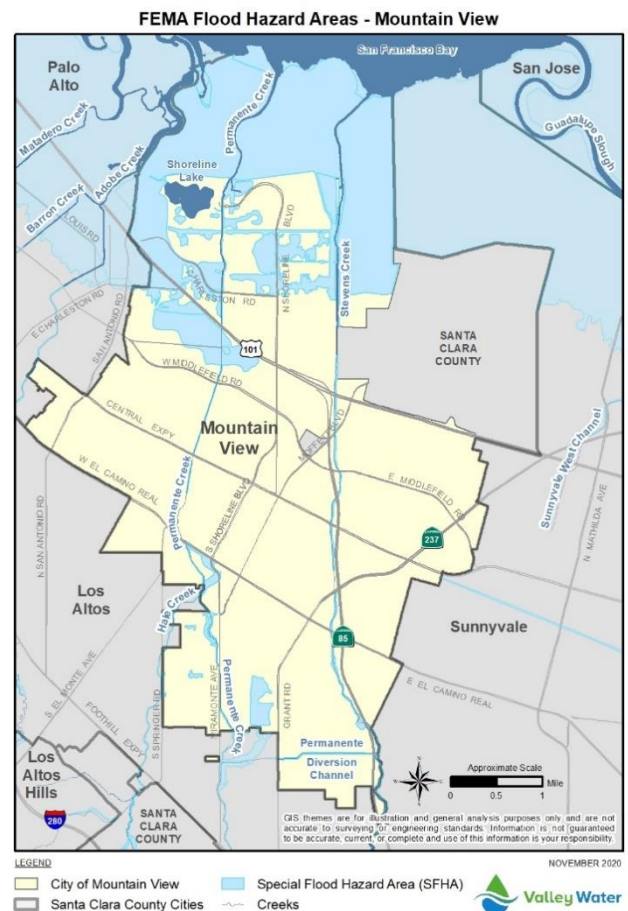 FEMA Flood Hazard Areas - Mountain View
San Francisco Bay
Palo
Alto
San Jose
Matadero Creek
Permanente Creek
Guadalupe Slough
Adobe Creek
Barron Creek
Shoreline
Lake
LOUIS RD
N SHORELINE BLVD
Stevens Creek
CHARLESTON RD
E CHARLESTON RD
SAN ANTONIO RD
101
SANTA
CLARA
COUNTY
W MIDDLEFIELD RD
CENTRAL EXPY
Mountain
View
MOFFETT BLVD
W EL CAMINO REAL
Permanente Creek
S SHORELINE BLVD
E MIDDLEFIELD RD
Sunnyvale West Channel
N MATHILDA AVE
237
N SAN ANTONIO RD
Los
Altos
Hale Creek
Sunnyvale
85
S EL MONTE AVE
FOOTHILL EXPY
S SPRINGER RD
MIRAMONTE AVE
Permanente Creek
GRANT RD
E EL CAMINO REAL
Permanente
Diversion
Channel
Los
Altos
Hills
280
SANTA
CLARA
COUNTY
Approximate Scale
Mile
0 0.5 1
GIS themes are for illustration and general analysis purposes only and are not
accurate to surveying or engineering standards. Information is not guaranteed
to be accurate, current, or complete and use of this information is your responsibility.
LEGEND
NOVEMBER 2020
City of Mountain View
Special Flood Hazard Area (SFHA)
Santa Clara County Cities
Creeks
Valley Water